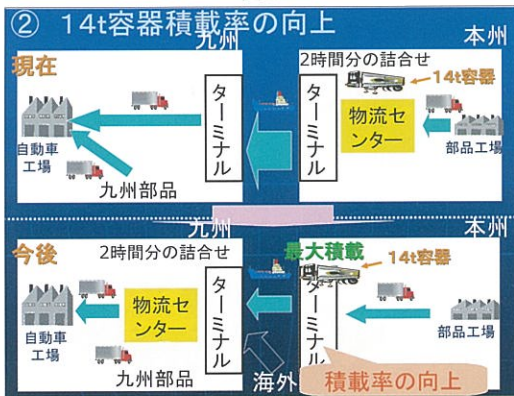 ② 14t容器積載率の向上
九州
本州
現在
2時間分の詰合せ
14t容器
ターミナル
ターミナル
物流セ
ンター
自動車
工場
部品工場
九州部品
九州
本州
今後
2時間分の詰合せ
最大積載
14t容器
ターミナル
ターミナル
物流セ
ンター
自動車
工場
部品工場
九州部品
海外
積載率の向上